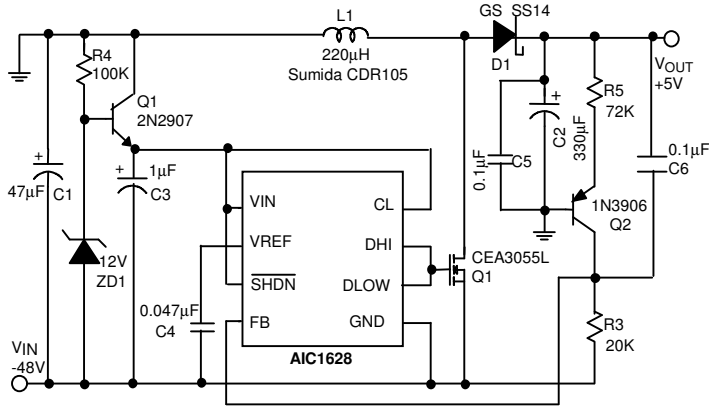 L1
220µH
Sumida CDR105
GS SS14
D1
VOUT
+5V
R4
100K
Q1
2N2907
R5
72K
C2
330µF
0.1µF
C5
0.1µF
C6
+
47µF
C1
+
1µF
C3
+
VIN
VREF
SHDN
FB
CL
DHI
DLOW
GND
AIC1628
1N3906
Q2
CEA3055L
Q1
12V
ZD1
0.047µF
C4
R3
20K
VIN
-48V